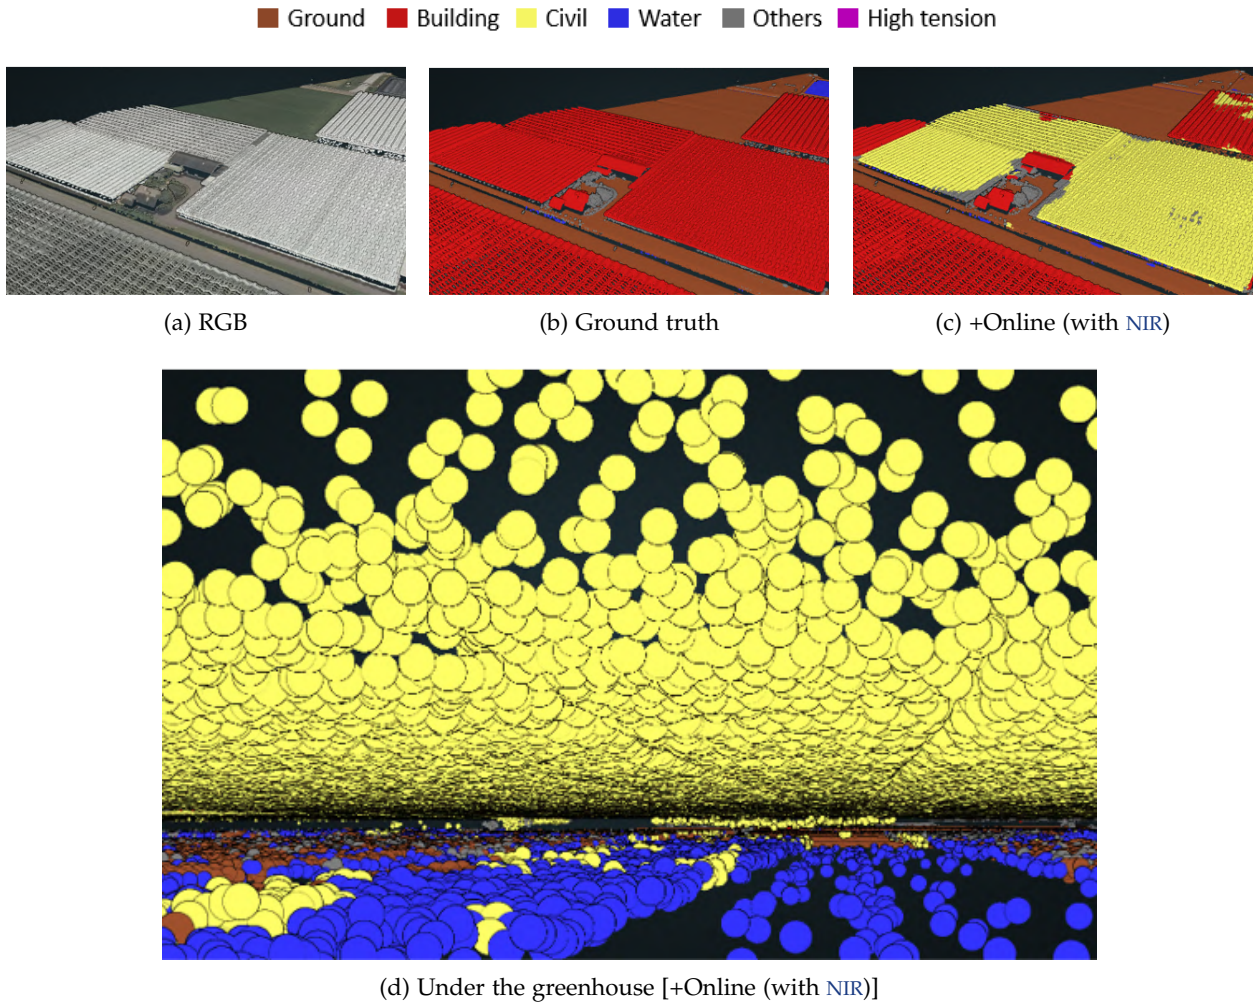 Ground Building Civil Water Others High tension
(a) RGB
(b) Ground truth
(c) +Online (with NIR)
(d) Under the greenhouse [+Online (with NIR)]